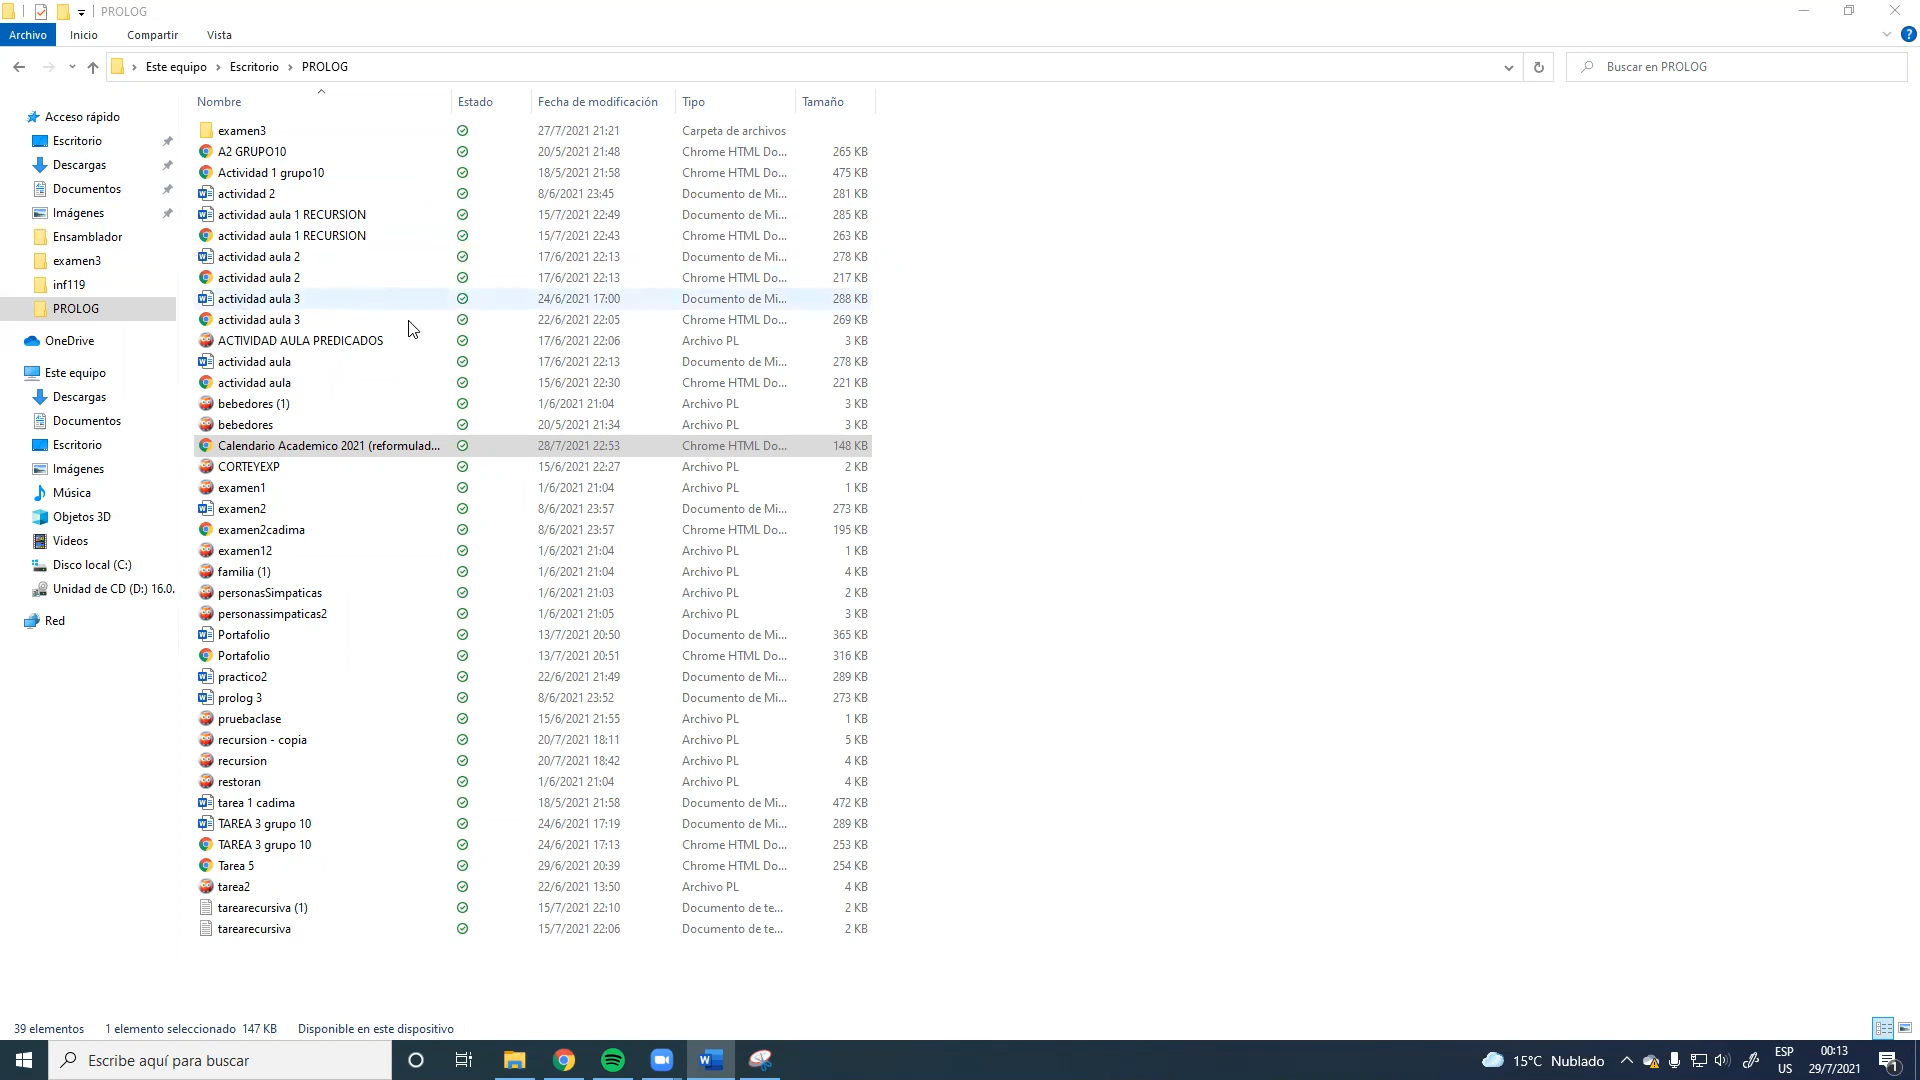 PROLOG
Archivo Inicio Compartir Vista
Este equipo Escritorio PROLOG
Buscar en PROLOG
Nombre Estado Fecha de modificación Tipo Tamaño
Acceso rápido
Escritorio
Descargas
Documentos
Imágenes
Ensamblador
examen3
inf119
PROLOG
OneDrive
Este equipo
Descargas
Documentos
Escritorio
Imágenes
Música
Objetos 3D
Videos
Disco local (C:)
Unidad de CD (D:) 16.0.
Red
examen3 27/7/2021 21:21 Carpeta de archivos
A2 GRUPO10 20/5/2021 21:48 Chrome HTML Do... 265 KB
Actividad 1 grupo10 18/5/2021 21:58 Chrome HTML Do... 475 KB
actividad 2 8/6/2021 23:45 Documento de Mi... 281 KB
actividad aula 1 RECURSION 15/7/2021 22:49 Documento de Mi... 285 KB
actividad aula 1 RECURSION 15/7/2021 22:43 Chrome HTML Do... 263 KB
actividad aula 2 17/6/2021 22:13 Documento de Mi... 278 KB
actividad aula 2 17/6/2021 22:13 Chrome HTML Do... 217 KB
actividad aula 3 24/6/2021 17:00 Documento de Mi... 288 KB
actividad aula 3 22/6/2021 22:05 Chrome HTML Do... 269 KB
ACTIVIDAD AULA PREDICADOS 17/6/2021 22:06 Archivo PL 3 KB
actividad aula 17/6/2021 22:13 Documento de Mi... 278 KB
actividad aula 15/6/2021 22:30 Chrome HTML Do... 221 KB
bebedores (1) 1/6/2021 21:04 Archivo PL 3 KB
bebedores 20/5/2021 21:34 Archivo PL 3 KB
Calendario Academico 2021 (reformulad... 28/7/2021 22:53 Chrome HTML Do... 148 KB
CORTEYEXP 15/6/2021 22:27 Archivo PL 2 KB
examen1 1/6/2021 21:04 Archivo PL 1 KB
examen2 8/6/2021 23:57 Documento de Mi... 273 KB
examen2cadima 8/6/2021 23:57 Chrome HTML Do... 195 KB
examen12 1/6/2021 21:04 Archivo PL 1 KB
familia (1) 1/6/2021 21:04 Archivo PL 4 KB
personasSimpaticas 1/6/2021 21:03 Archivo PL 2 KB
personassimpaticas2 1/6/2021 21:05 Archivo PL 3 KB
Portafolio 13/7/2021 20:50 Documento de Mi... 365 KB
Portafolio 13/7/2021 20:51 Chrome HTML Do... 316 KB
practico2 22/6/2021 21:49 Documento de Mi... 289 KB
prolog 3 8/6/2021 23:52 Documento de Mi... 273 KB
pruebaclase 15/6/2021 21:55 Archivo PL 1 KB
recursion - copia 20/7/2021 18:11 Archivo PL 5 KB
recursion 20/7/2021 18:42 Archivo PL 4 KB
restoran 1/6/2021 21:04 Archivo PL 4 KB
tarea 1 cadima 18/5/2021 21:58 Documento de Mi... 472 KB
TAREA 3 grupo 10 24/6/2021 17:19 Documento de Mi... 289 KB
TAREA 3 grupo 10 24/6/2021 17:13 Chrome HTML Do... 253 KB
Tarea 5 29/6/2021 20:39 Chrome HTML Do... 254 KB
tarea2 22/6/2021 13:50 Archivo PL 4 KB
tarearecursiva (1) 15/7/2021 22:10 Documento de te... 2 KB
tarearecursiva 15/7/2021 22:06 Documento de te... 2 KB
39 elementos 1 elemento seleccionado 147 KB Disponible en este dispositivo
Escribe aquí para buscar
15°C Nublado
ESP
US
00:13
29/7/2021
1